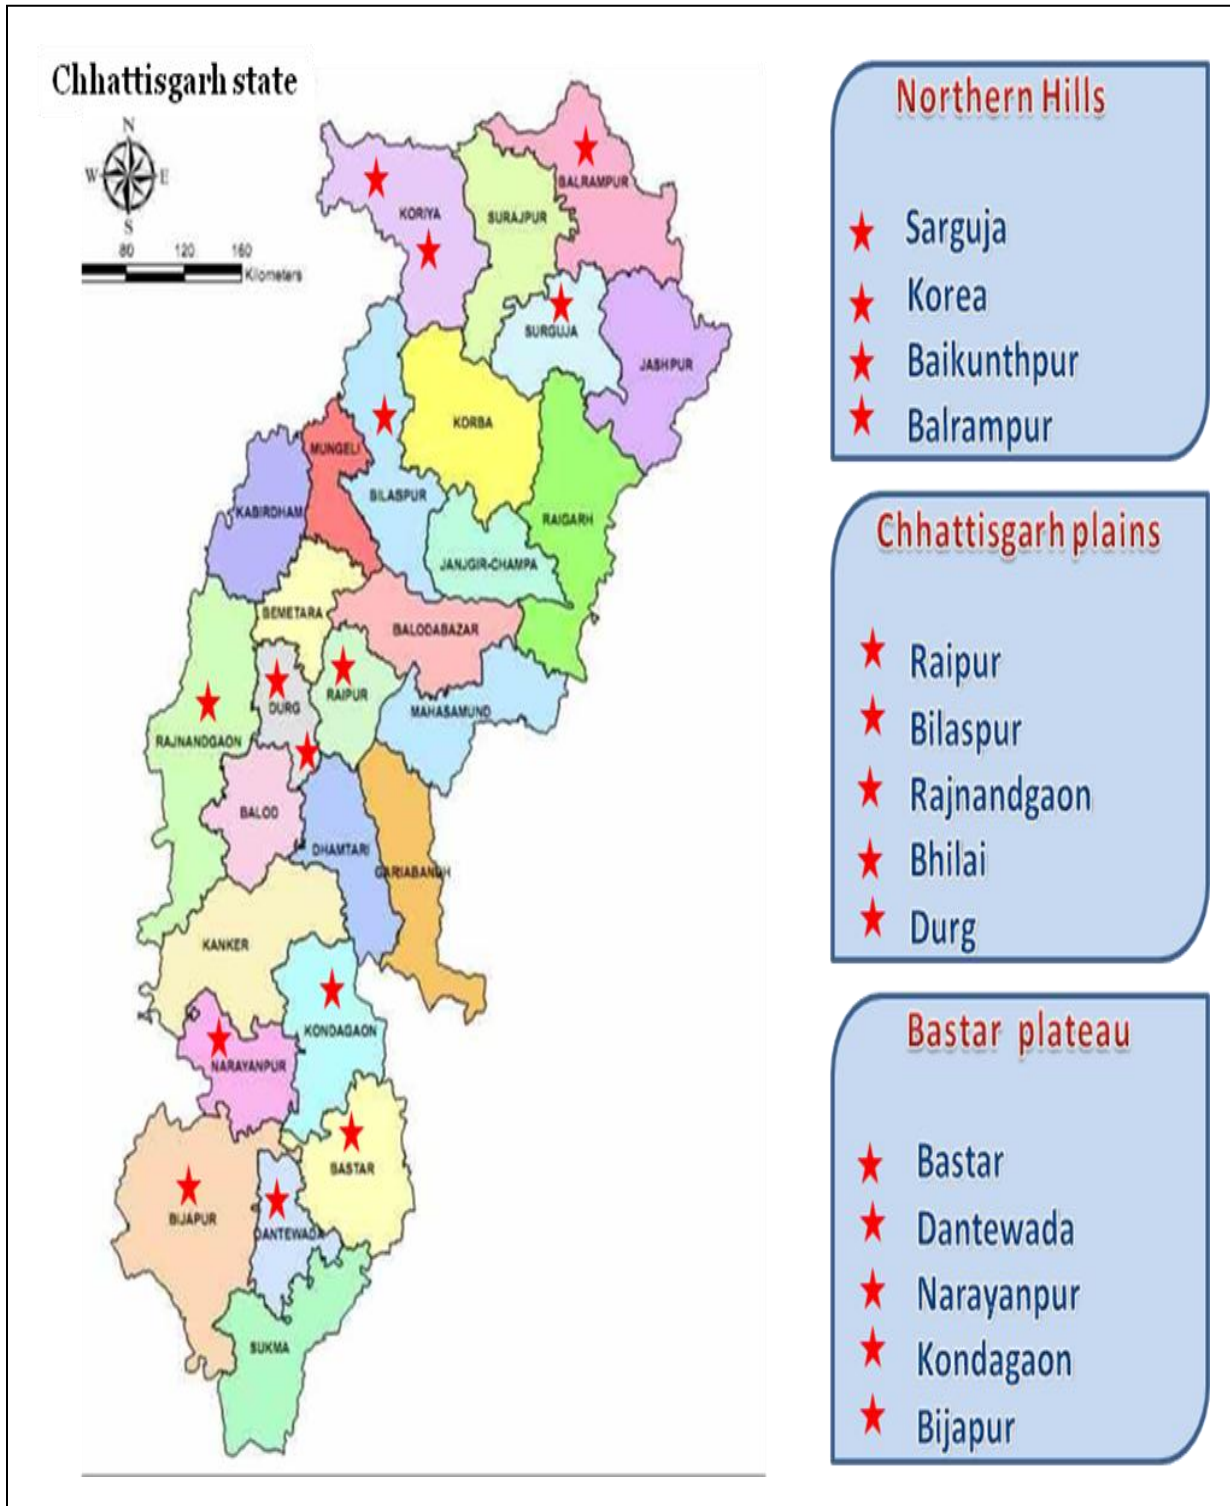 Chhattisgarh state
N
W E
S
80 120 160
Kilometers
BALRAMPUR
KORIYA
SURAJPUR
SURGUJA
JASHPUR
KORBA
MUNGELI
BILASPUR
KABIRDHAM
RAIGARH
JANJGIR-CHAMPA
BEMETARA
BALODABAZAR
RAIPUR
DURG
MAHASAMUND
RAJNANDGAON
BALOD
DHAMTARI
GARIABANDH
KANKER
KONDAGAON
NARAYANPUR
BASTAR
BIJAPUR
DANTEWADA
SUKMA
Northern Hills
Sarguja
Korea
Baikunthpur
Balrampur
Chhattisgarh plains
Raipur
Bilaspur
Rajnandgaon
Bhilai
Durg
Bastar plateau
Bastar
Dantewada
Narayanpur
Kondagaon
Bijapur